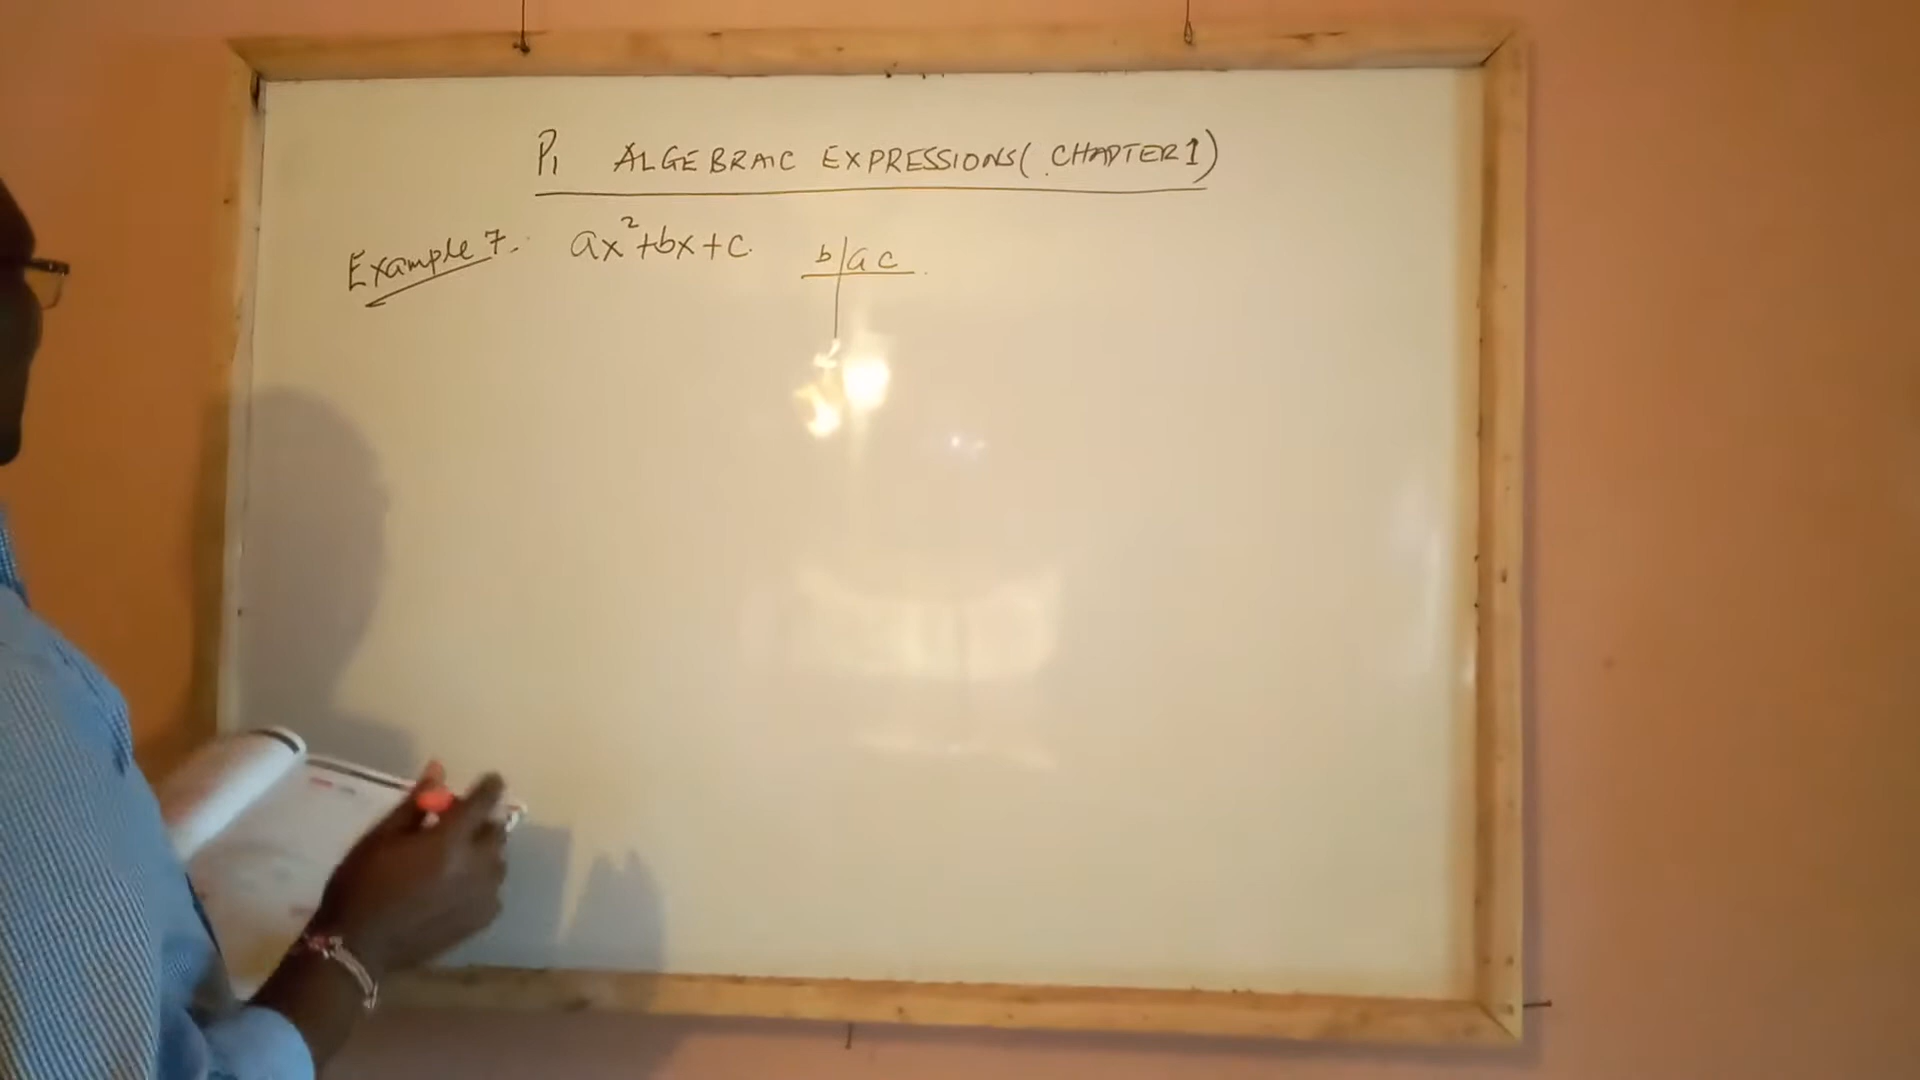 P1 ALGEBRAIC EXPRESSIONS( CHAPTER 1)
Example 7. ax²+bx+c. b|ac